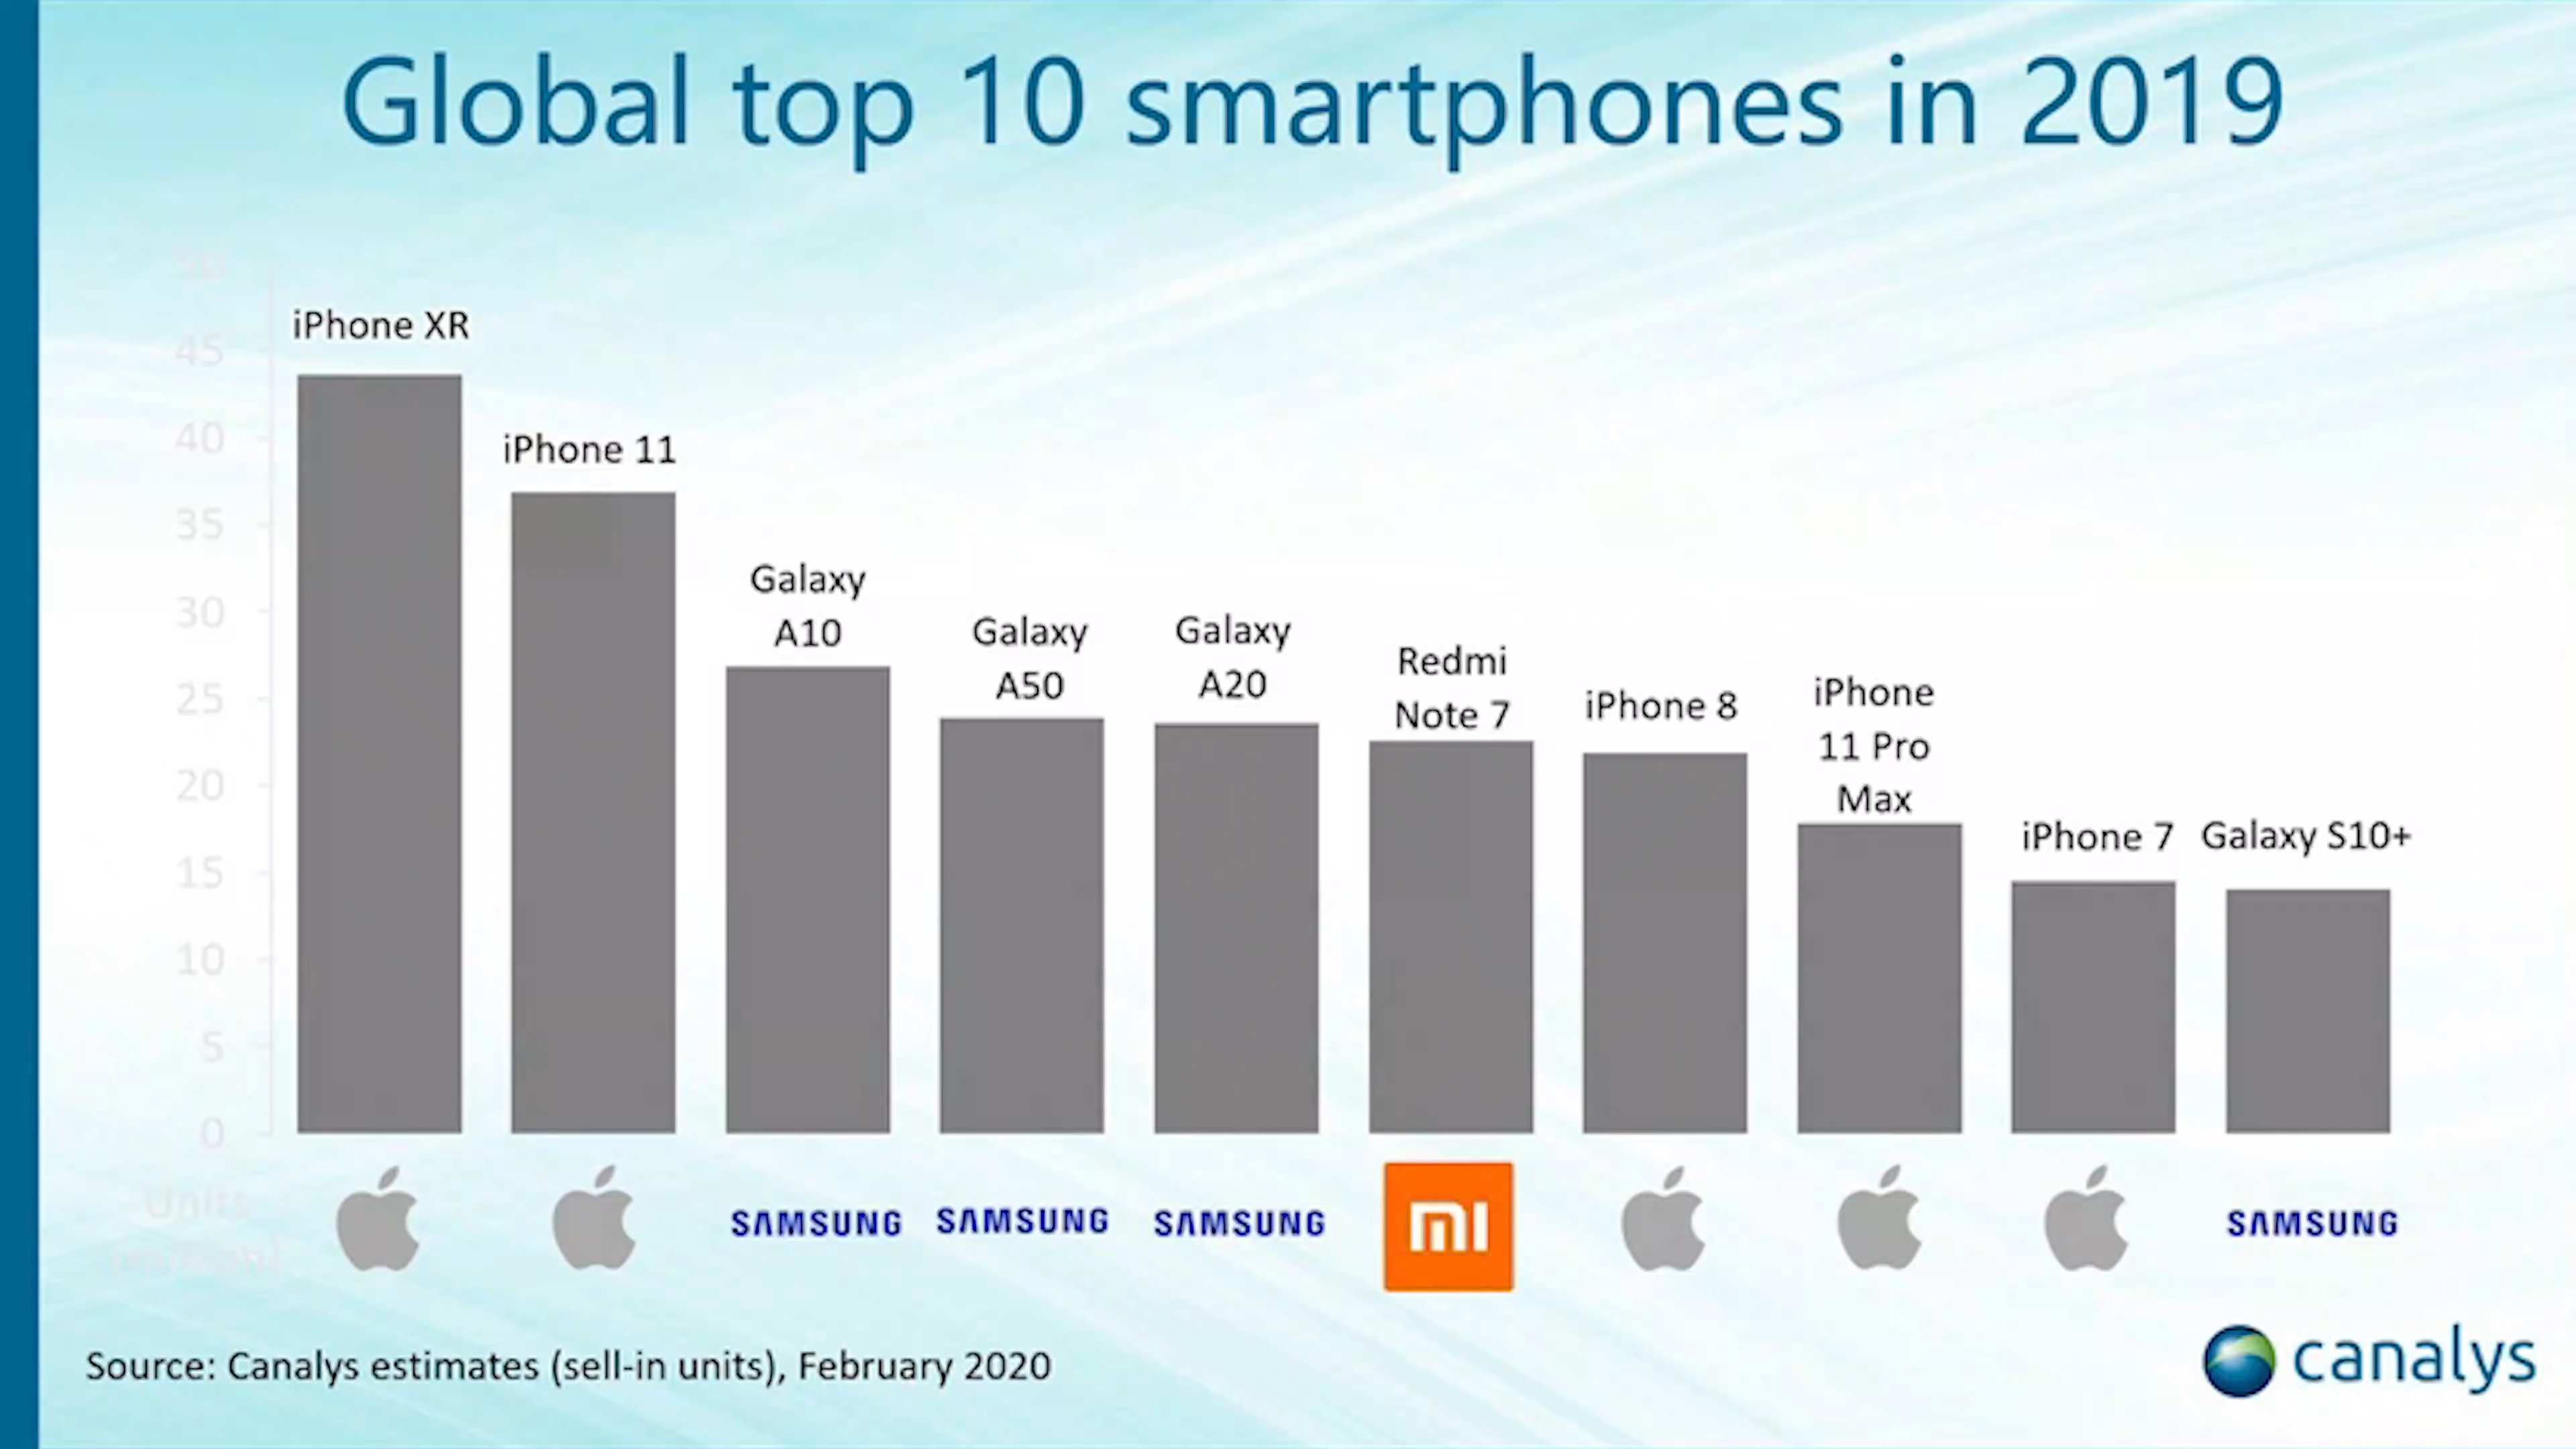 Global top 10 smartphones in 2019
50
45
40
35
30
25
20
15
10
5
0
Units
iPhone XR
iPhone 11
Galaxy
A10
Galaxy
A50
Galaxy
A20
Redmi
Note 7
iPhone 8
iPhone
11 Pro
Max
iPhone 7
Galaxy S10+
SAMSUNG
SAMSUNG
SAMSUNG
mi
SAMSUNG
Source: Canalys estimates (sell-in units), February 2020
canalys